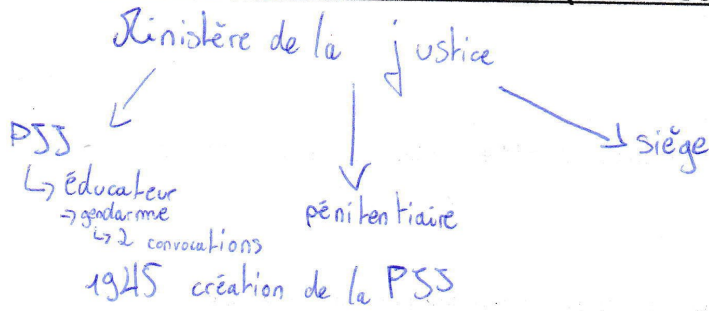 Ministère de la justice
PJJ
siège
↳ éducateur
→ gendarme
pénitentiaire
↳ 2 convocations
1945 création de la PJJ